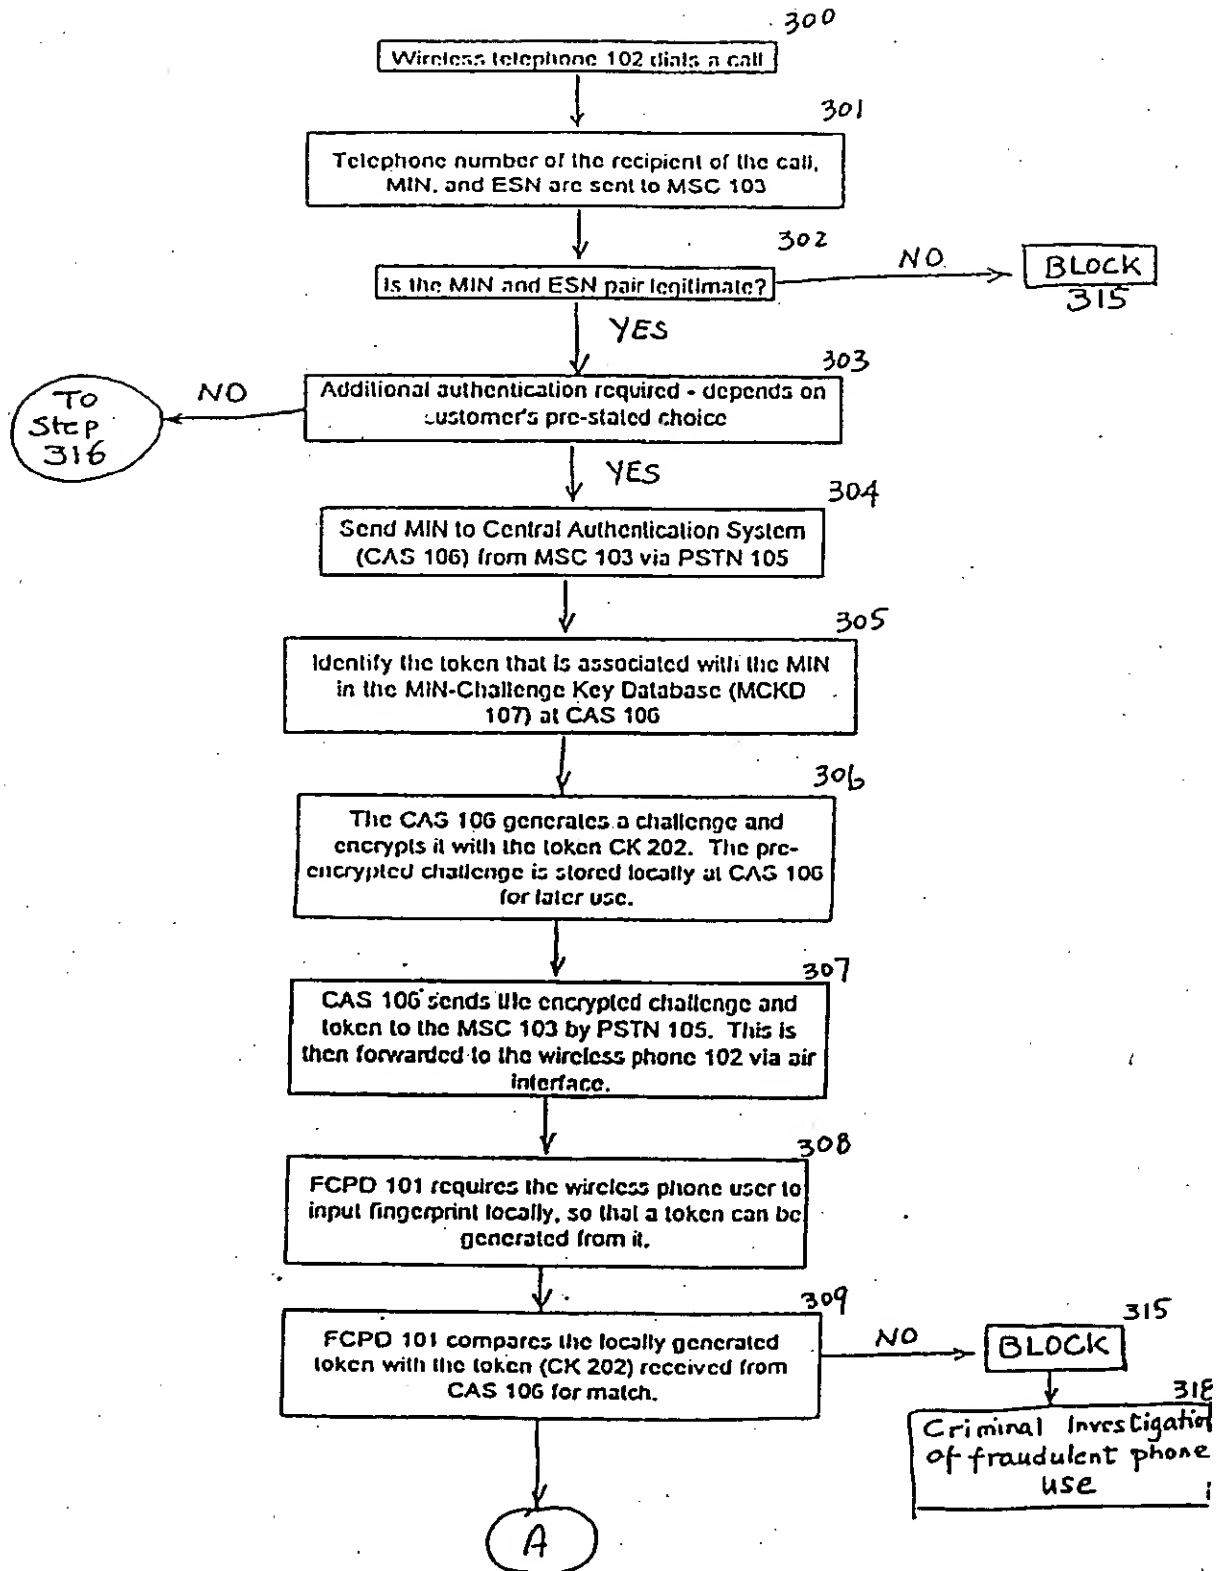 300
Wireless telephone 102 dials a call
301
Telephone number of the recipient of the call,
MIN, and ESN are sent to MSC 103
302
Is the MIN and ESN pair legitimate?
NO
BLOCK
315
YES
303
Additional authentication required - depends on
customer's pre-stated choice
NO
TO
Step
316
YES
304
Send MIN to Central Authentication System
(CAS 106) from MSC 103 via PSTN 105
305
Identify the token that is associated with the MIN
in the MIN-Challenge Key Database (MCKD
107) at CAS 106
306
The CAS 106 generates a challenge and
encrypts it with the token CK 202. The pre-
encrypted challenge is stored locally at CAS 106
for later use.
307
CAS 106 sends the encrypted challenge and
token to the MSC 103 by PSTN 105. This is
then forwarded to the wireless phone 102 via air
interface.
308
FCPD 101 requires the wireless phone user to
input fingerprint locally, so that a token can be
generated from it.
309
FCPD 101 compares the locally generated
token with the token (CK 202) received from
CAS 106 for match.
NO
315
BLOCK
318
Criminal Investigation
of fraudulent phone
use
A